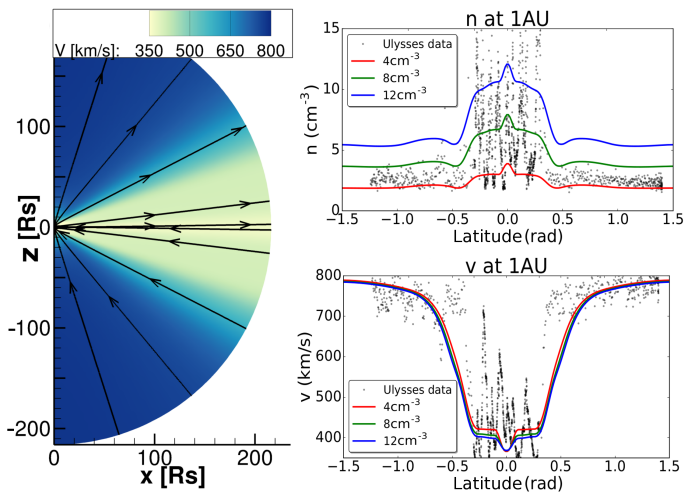 V [km/s]: 350 500 650 800
z [Rs]
100
0
-100
-200
0 100 200
x [Rs]
n at 1AU
n (cm⁻³)
15
10
5
0
Ulysses data
4cm⁻³
8cm⁻³
12cm⁻³
−1.5 −1.0 −0.5 0.0 0.5 1.0 1.5
Latitude(rad)
v at 1AU
v (km/s)
800
700
600
500
400
Ulysses data
4cm⁻³
8cm⁻³
12cm⁻³
−1.5 −1.0 −0.5 0.0 0.5 1.0 1.5
Latitude (rad)